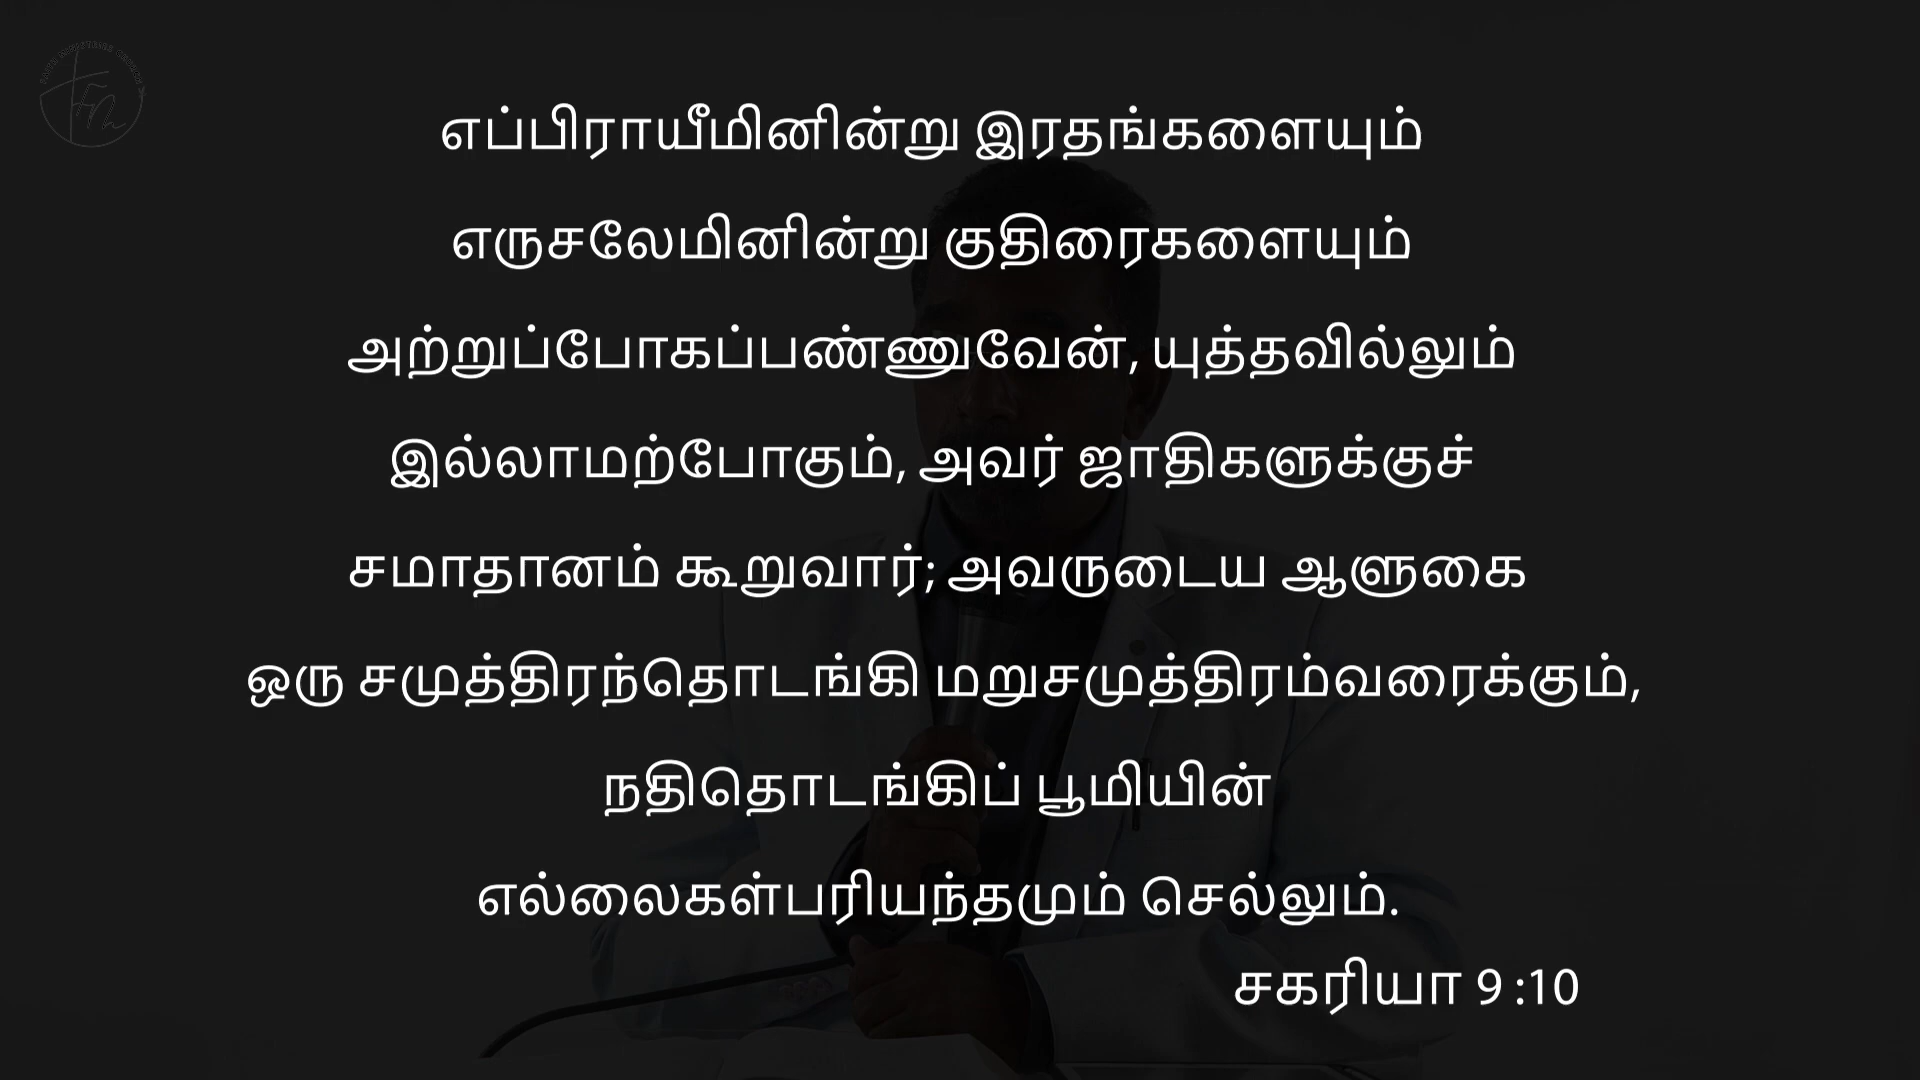 எப்பிராயீமினின்று இரதங்களையும்
எருசலேமினின்று குதிரைகளையும்
அற்றுப்போகப்பண்ணுவேன், யுத்தவில்லும்
இல்லாமற்போகும், அவர் ஜாதிகளுக்குச்
சமாதானம் கூறுவார்; அவருடைய ஆளுகை
ஒரு சமுத்திரந்தொடங்கி மறுசமுத்திரம்வரைக்கும்,
நதிதொடங்கிப் பூமியின்
எல்லைகள்பரியந்தமும் செல்லும்.
சகரியா 9 :10